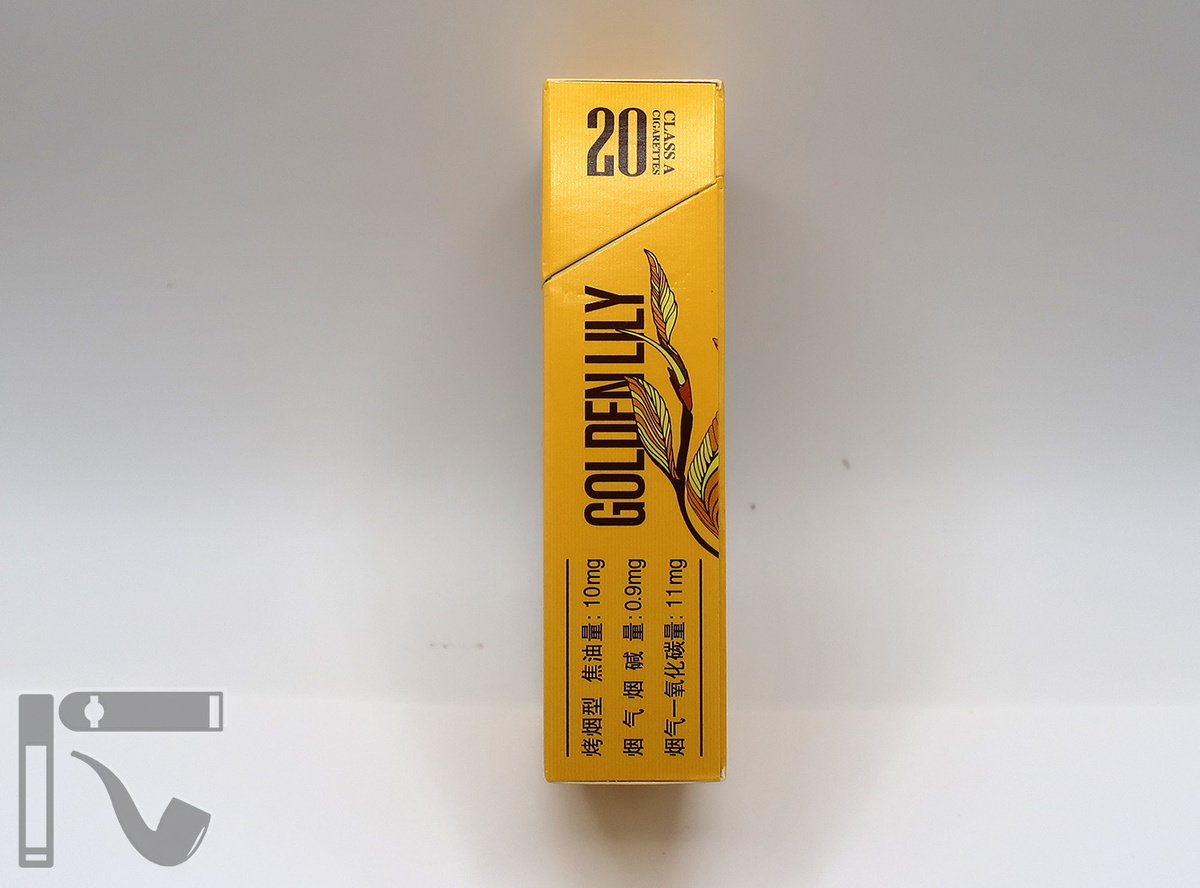 20
CLASS A
CIGARETTES
GOLDEN LILY
烤烟型 焦油量: 10mg
烟气烟碱量: 0.9mg
烟气一氧化碳量: 11mg